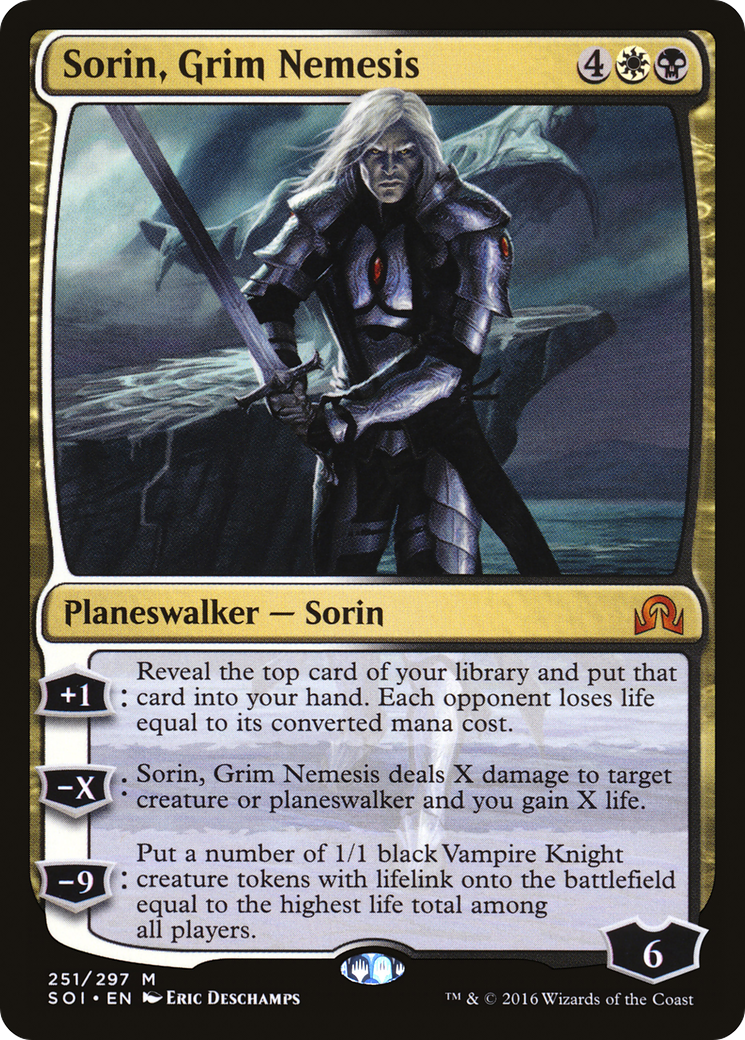 Sorin, Grim Nemesis 4
Planeswalker — Sorin
+1: Reveal the top card of your library and put that
card into your hand. Each opponent loses life
equal to its converted mana cost.
−X: Sorin, Grim Nemesis deals X damage to target
creature or planeswalker and you gain X life.
−9: Put a number of 1/1 black Vampire Knight
creature tokens with lifelink onto the battlefield
equal to the highest life total among
all players.
6
251/297 M
SOI • EN Eric Deschamps
™ & © 2016 Wizards of the Coast